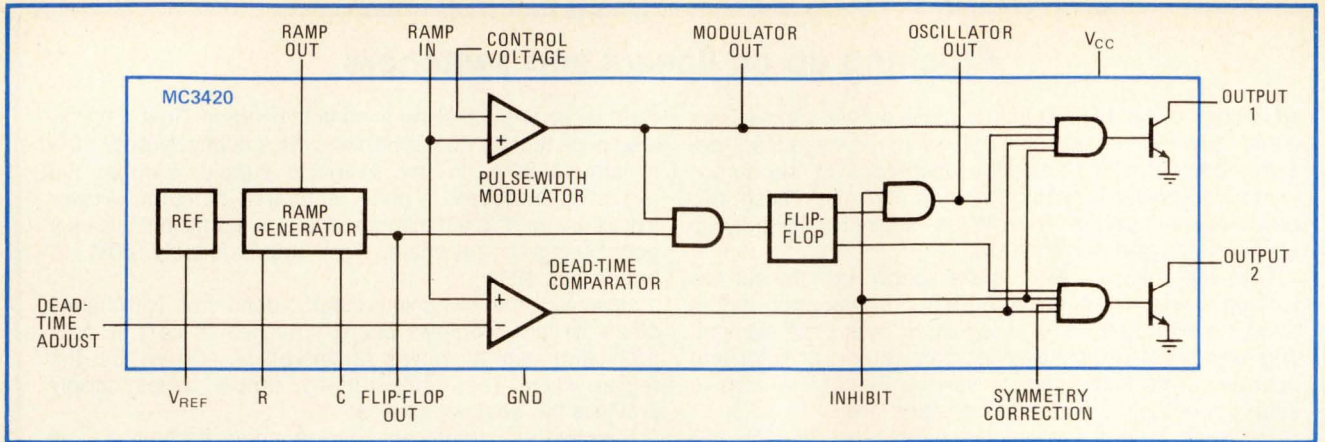 RAMP
OUT
RAMP
IN
CONTROL
VOLTAGE
MODULATOR
OUT
OSCILLATOR
OUT
VCC
MC3420
OUTPUT
1
PULSE-WIDTH
MODULATOR
REF
RAMP
GENERATOR
FLIP-
FLOP
DEAD-TIME
COMPARATOR
OUTPUT
2
DEAD-
TIME
ADJUST
VREF
R
C
FLIP-FLOP
OUT
GND
INHIBIT
SYMMETRY
CORRECTION